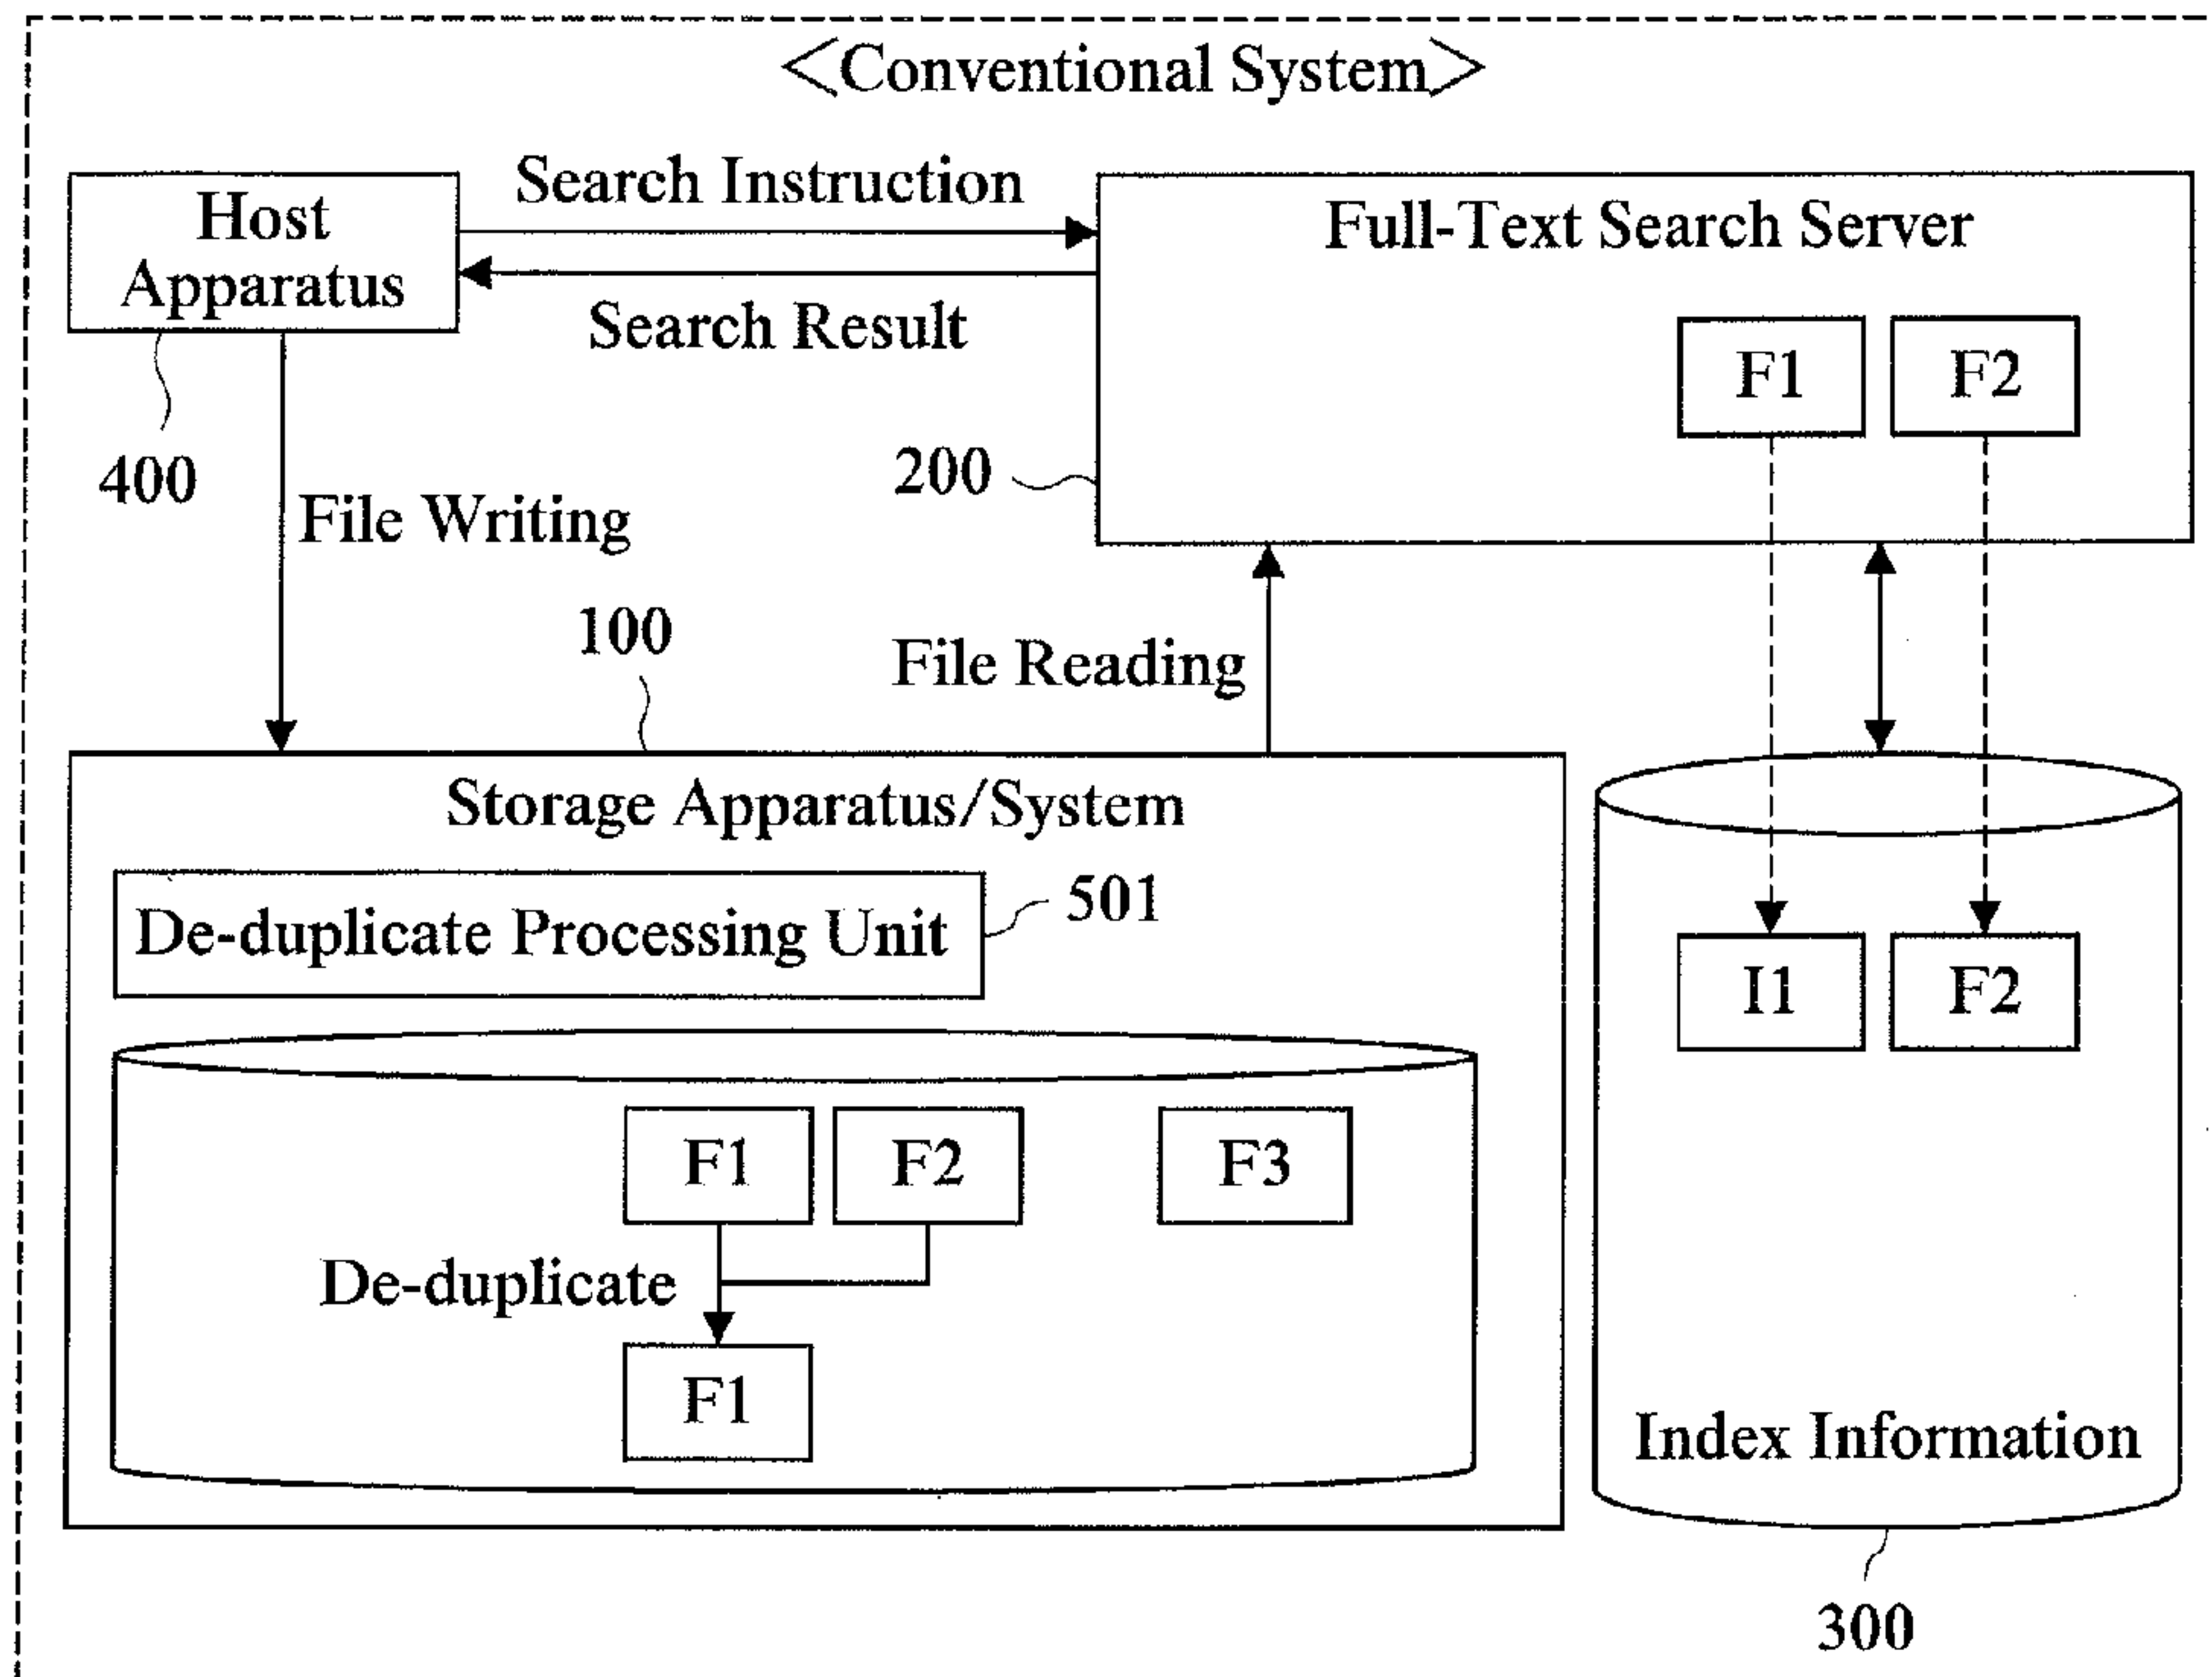 <Conventional System>
Host
Apparatus
Search Instruction
Search Result
Full-Text Search Server
F1
F2
400
200
File Writing
100
File Reading
Storage Apparatus/System
De-duplicate Processing Unit
501
I1
F2
F1
F2
F3
De-duplicate
F1
Index Information
300